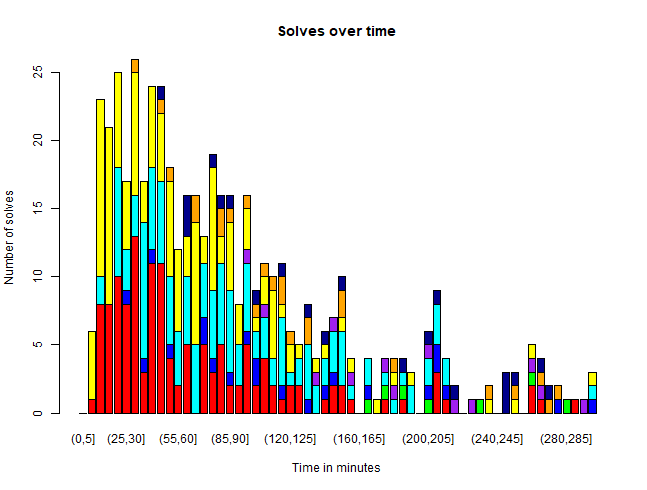 Solves over time
Number of solves
25
20
15
10
5
0
(0,5] (25,30] (55,60] (85,90] (120,125] (160,165] (200,205] (240,245] (280,285]
Time in minutes